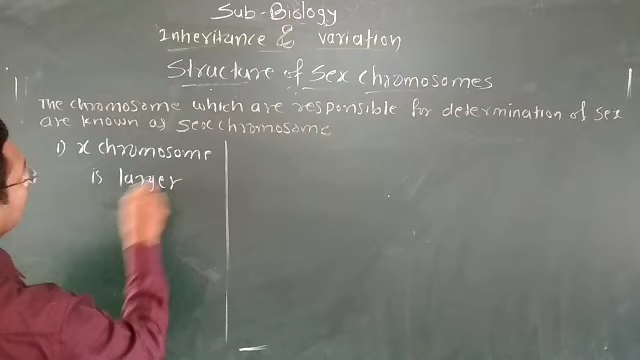 Sub-Biology
Inheritance & variation
Structure of Sex chromosomes
The chromosome which are responsible for determination of sex
are known as sex chromosome
1) x chromosome
is larger